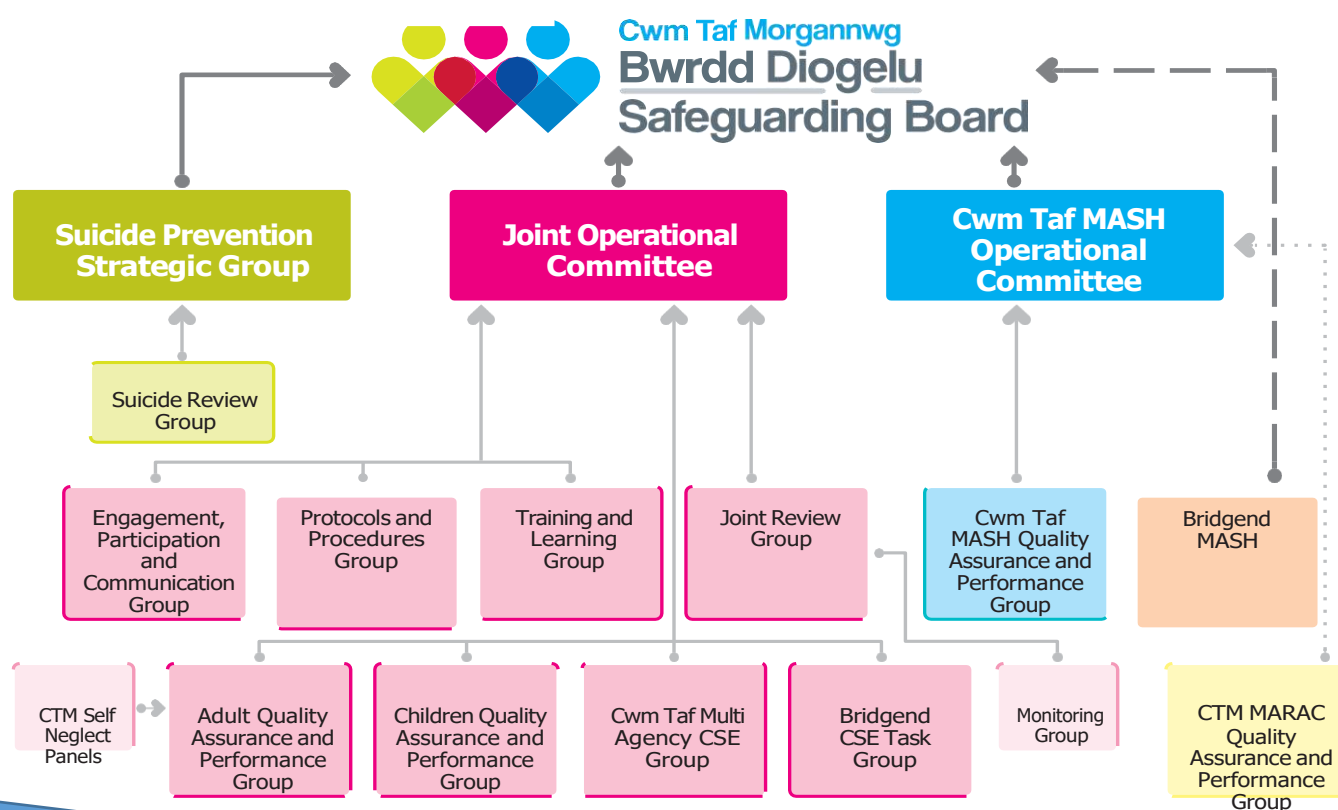 Cwm Taf Morgannwg
Bwrdd Diogelu
Safeguarding Board
Suicide Prevention
Strategic Group
Joint Operational
Committee
Cwm Taf MASH
Operational
Committee
Suicide Review
Group
Engagement,
Participation
and
Communication
Group
Protocols and
Procedures
Group
Training and
Learning
Group
Joint Review
Group
Cwm Taf
MASH Quality
Assurance and
Performance
Group
Bridgend
MASH
CTM Self
Neglect
Panels
Adult Quality
Assurance and
Performance
Group
Children Quality
Assurance and
Performance
Group
Cwm Taf Multi
Agency CSE
Group
Bridgend
CSE Task
Group
Monitoring
Group
CTM MARAC
Quality
Assurance and
Performance
Group